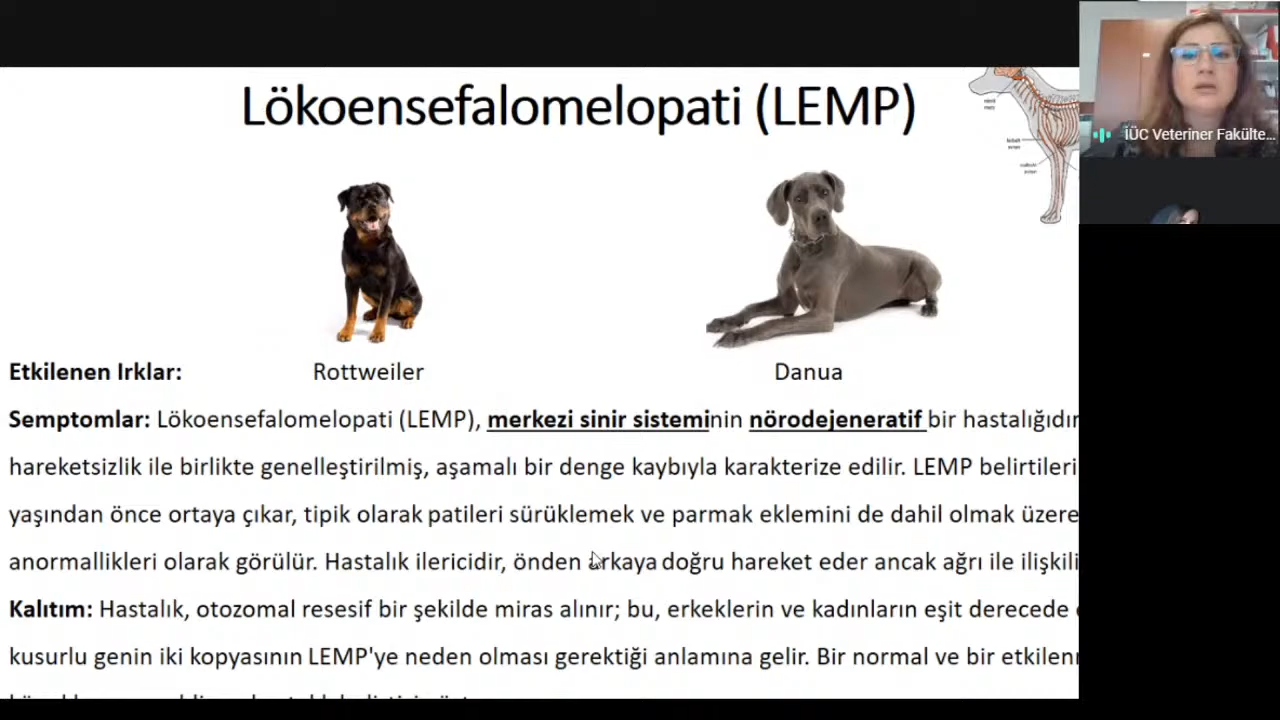 Lökoensefalomelopati (LEMP)
İÜC Veteriner Fakülte...
Etkilenen Irklar: Rottweiler Danua
Semptomlar: Lökoensefalomelopati (LEMP), merkezi sinir sisteminin nörodejeneratif bir hastalığıdır
hareketsizlik ile birlikte genelleştirilmiş, aşamalı bir denge kaybıyla karakterize edilir. LEMP belirtileri
yaşından önce ortaya çıkar, tipik olarak patileri sürüklemek ve parmak eklemini de dahil olmak üzere
anormallikleri olarak görülür. Hastalık ilericidir, önden arkaya doğru hareket eder ancak ağrı ile ilişkili
Kalıtım: Hastalık, otozomal resesif bir şekilde miras alınır; bu, erkeklerin ve kadınların eşit derecede
kusurlu genin iki kopyasının LEMP'ye neden olması gerektiği anlamına gelir. Bir normal ve bir